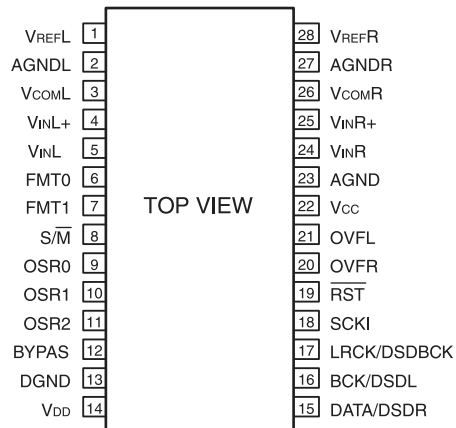 VREFL 1 28 VREFR
AGNDL 2 27 AGNDR
VCOML 3 26 VCOMR
VINL+ 4 25 VINR+
VINL 5 24 VINR
FMT0 6 23 AGND
FMT1 7 TOP VIEW 22 VCC
S/M̅ 8 21 OVFL
OSR0 9 20 OVFR
OSR1 10 19 R̅S̅T̅
OSR2 11 18 SCKI
BYPAS 12 17 LRCK/DSDBCK
DGND 13 16 BCK/DSDL
VDD 14 15 DATA/DSDR